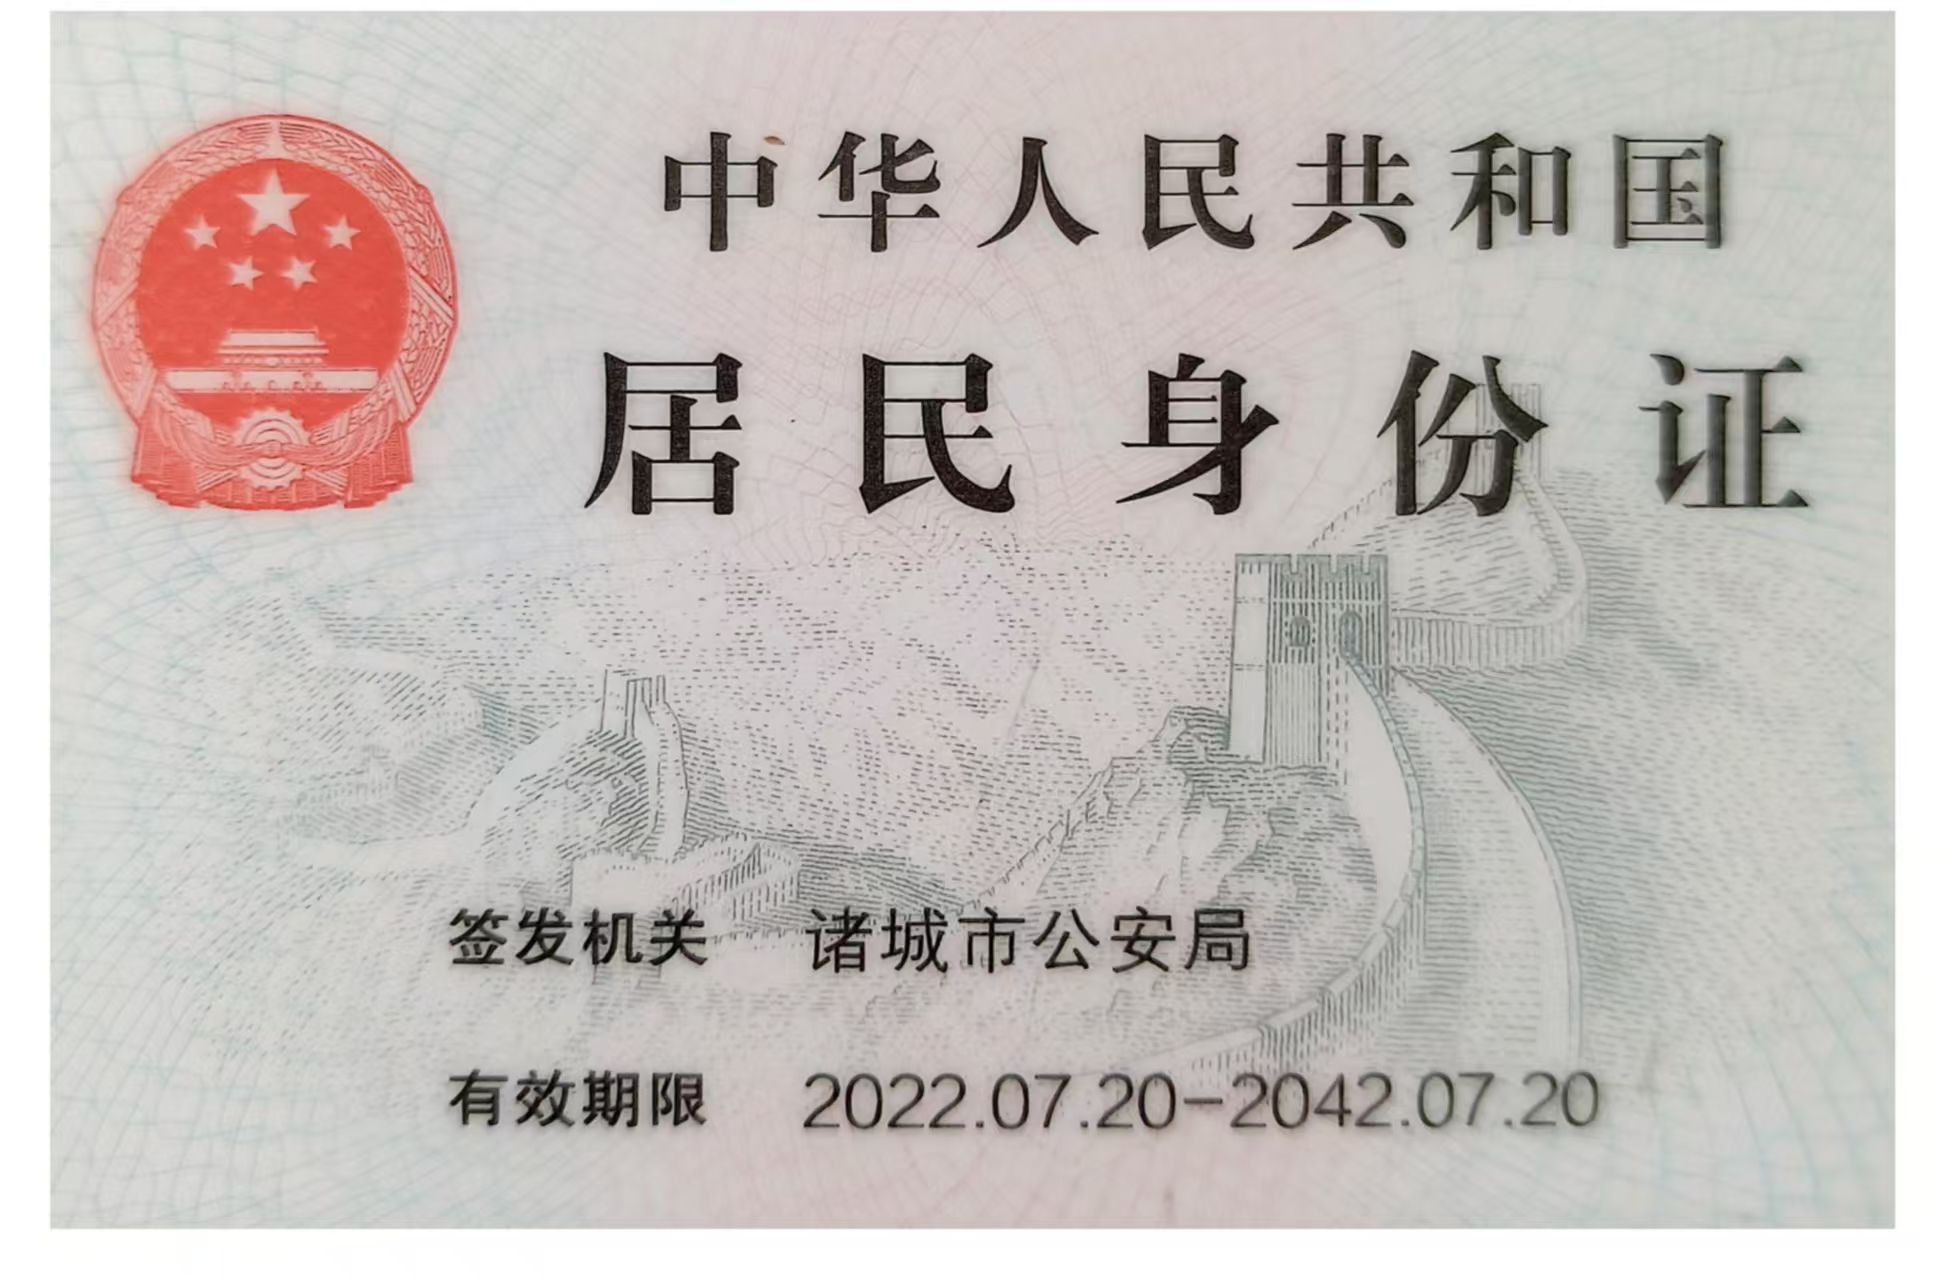 中华人民共和国
居民身份证
签发机关 诸城市公安局
有效期限 2022.07.20-2042.07.20